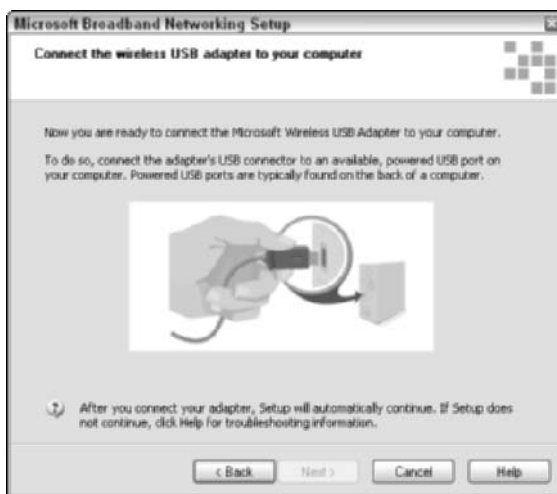 Microsoft Broadband Networking Setup
Connect the wireless USB adapter to your computer
Now you are ready to connect the Microsoft Wireless USB Adapter to your computer.
To do so, connect the adapter's USB connector to an available, powered USB port on
your computer. Powered USB ports are typically found on the back of a computer.
After you connect your adapter, Setup will automatically continue. If Setup does
not continue, click Help for troubleshooting information.
< Back
Next >
Cancel
Help